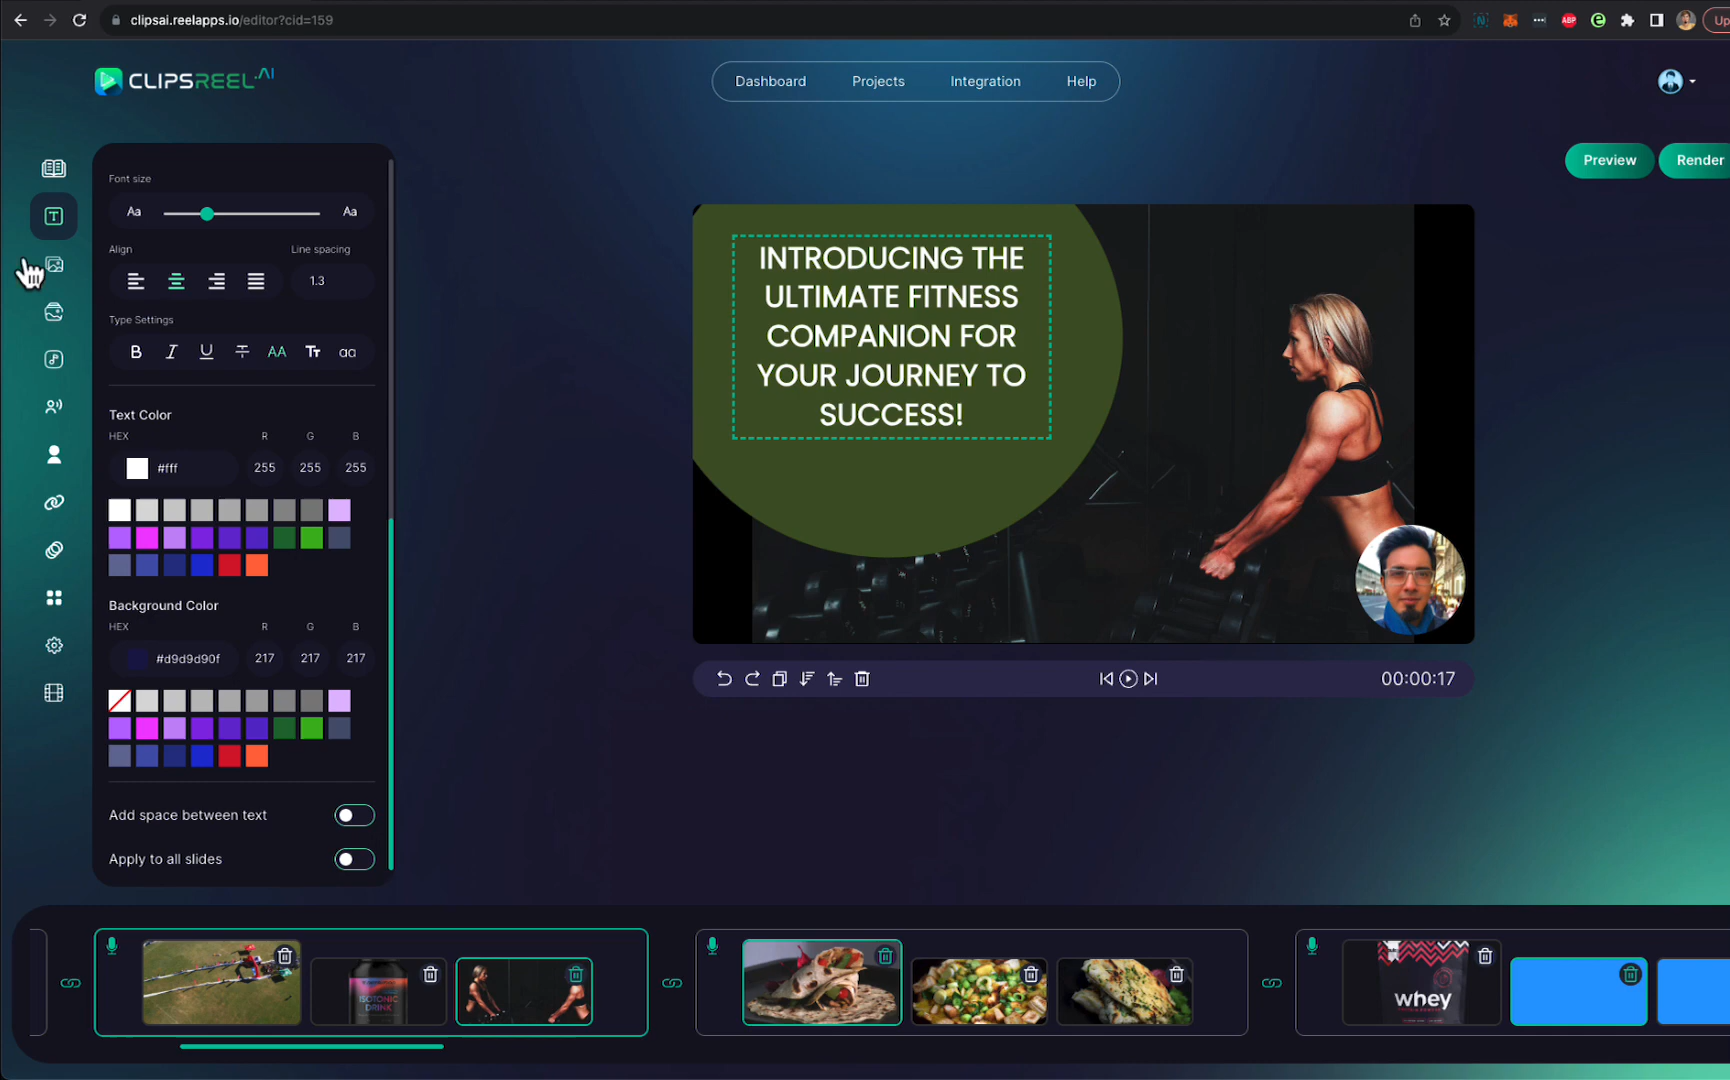 clipsai.reelapps.io/editor?cid=159
ABP
Up
CLIPSREEL.AI
Dashboard
Projects
Integration
Help
Preview
Render
Font size
Aa
Aa
Align
Line spacing
1.3
Type Settings
B I U T AA Tt aa
Text Color
HEX R G B
#fff 255 255 255
Background Color
HEX R G B
#d9d9d90f 217 217 217
Add space between text
Apply to all slides
INTRODUCING THE
ULTIMATE FITNESS
COMPANION FOR
YOUR JOURNEY TO
SUCCESS!
00:00:17
ISOTONIC
DRINK
whey